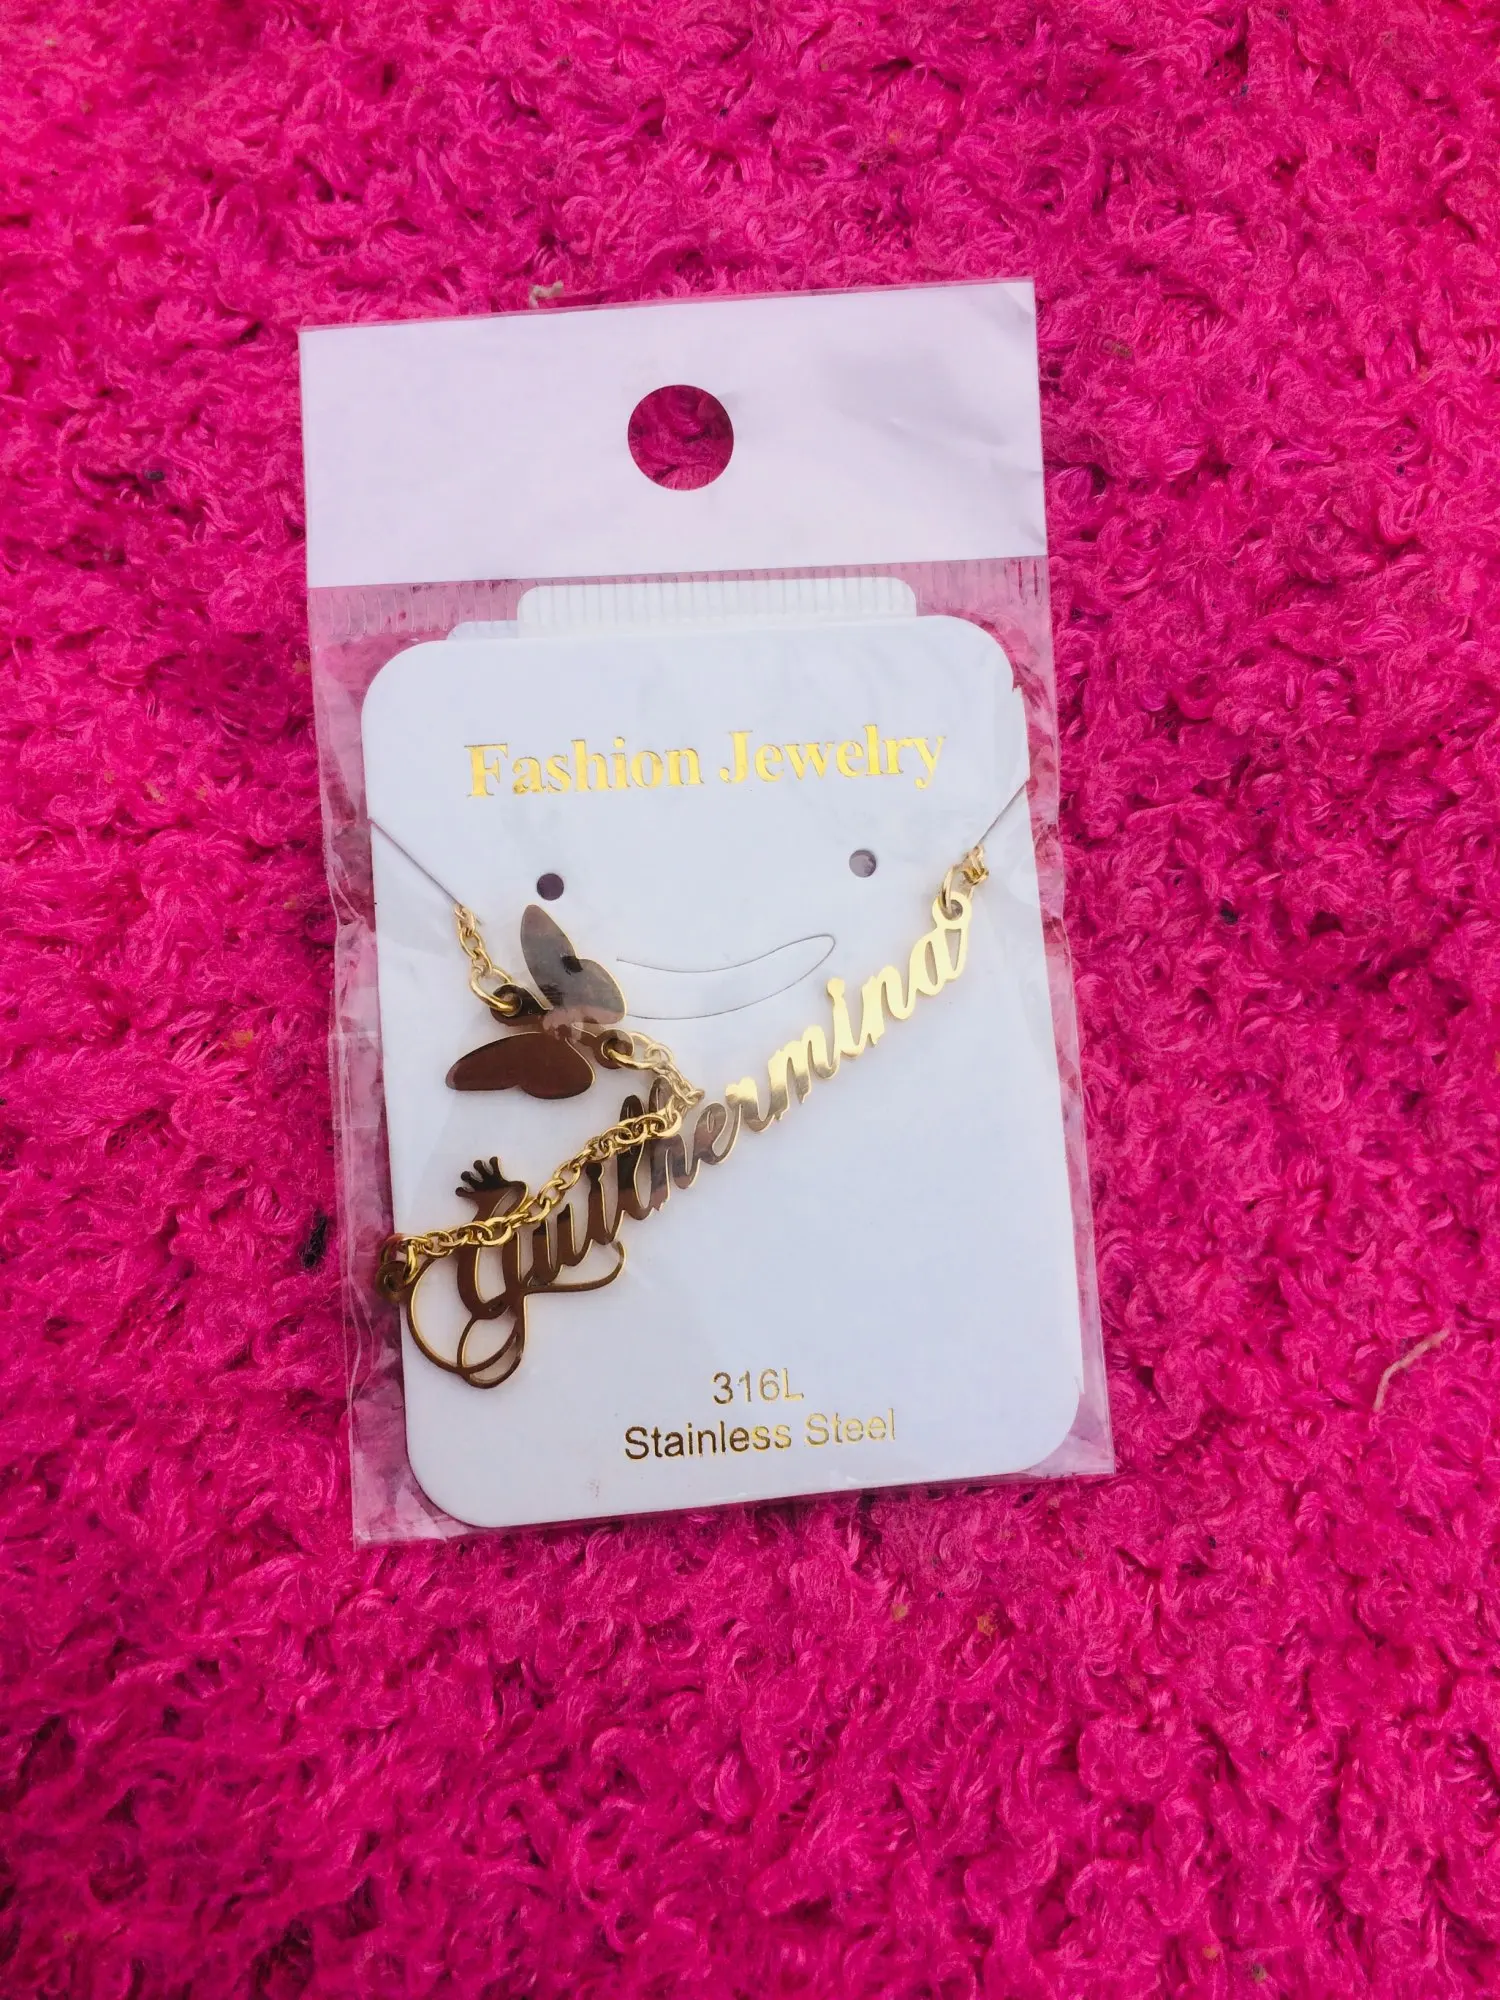 Fashion Jewelry
Guilhermina
316L
Stainless Steel